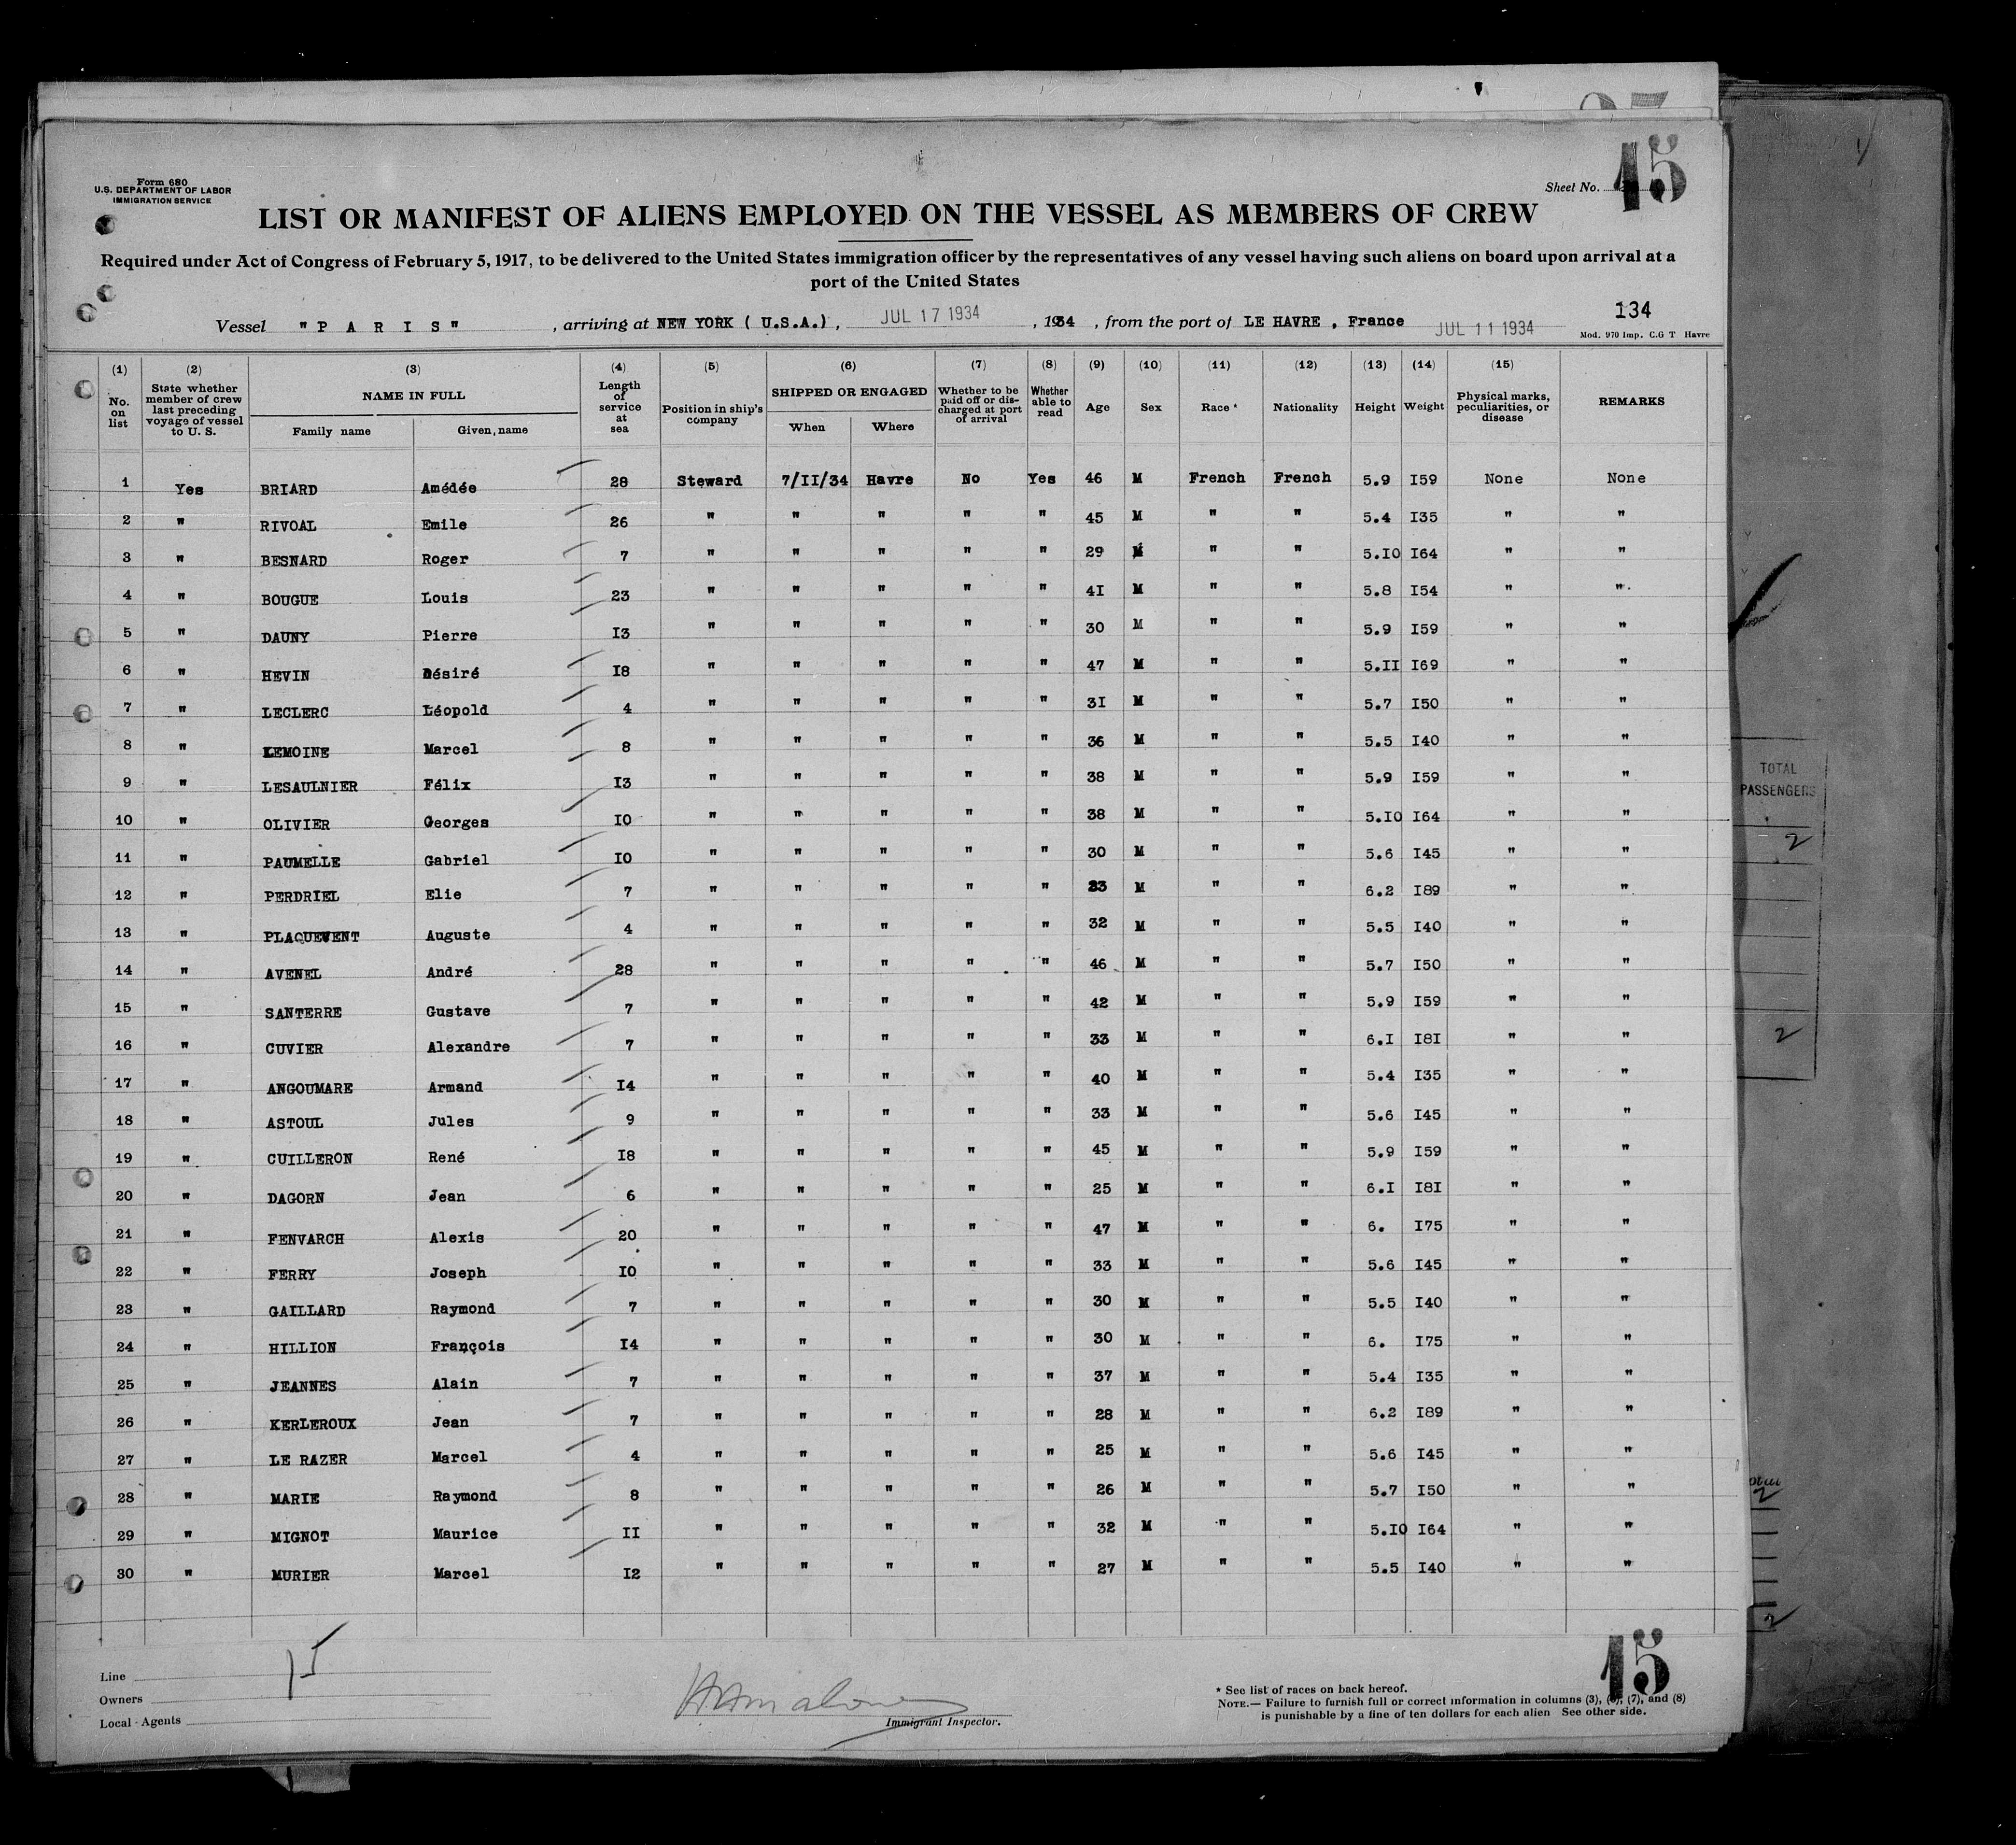 Form 680
U.S. DEPARTMENT OF LABOR
IMMIGRATION SERVICE
Sheet No. 15
LIST OR MANIFEST OF ALIENS EMPLOYED ON THE VESSEL AS MEMBERS OF CREW
Required under Act of Congress of February 5, 1917, to be delivered to the United States immigration officer by the representatives of any vessel having such aliens on board upon arrival at a
port of the United States
134
Vessel "P A R I S" , arriving at NEW YORK ( U.S.A.) , JUL 17 1934 , 1934 , from the port of LE HAVRE , France JUL 11 1934
Mod. 970 Imp. C.G T Havre
(1) No. on list (2) State whether member of crew last preceding voyage of vessel to U. S. (3) NAME IN FULL Family name Given name (4) Length of service at sea (5) Position in ship's company (6) SHIPPED OR ENGAGED When Where (7) Whether to be paid off or discharged at port of arrival (8) Whether able to read (9) Age (10) Sex (11) Race * (12) Nationality (13) Height (14) Weight (15) Physical marks, peculiarities, or disease REMARKS
1 Yes BRIARD Amédée 28 Steward 7/II/34 Havre No Yes 46 M French French 5.9 I59 None None
2 " RIVOAL Emile 26 " " " " " 45 M " " 5.4 I35 " "
3 " BESNARD Roger 7 " " " " " 29 M " " 5.I0 I64 " "
4 " BOUGUE Louis 23 " " " " " 4I M " " 5.8 I54 " "
5 " DAUNY Pierre I3 " " " " " 30 M " " 5.9 I59 " "
6 " HEVIN Désiré I8 " " " " " 47 M " " 5.II I69 " "
7 " LECLERC Léopold 4 " " " " " 3I M " " 5.7 I50 " "
8 " LEMOINE Marcel 8 " " " " " 36 M " " 5.5 I40 " "
9 " LESAULNIER Félix I3 " " " " " 38 M " " 5.9 I59 " "
10 " OLIVIER Georges I0 " " " " " 38 M " " 5.I0 I64 " "
11 " PAUMELLE Gabriel I0 " " " " " 30 M " " 5.6 I45 " "
12 " PERDRIEL Elie 7 " " " " " 23 M " " 6.2 I89 " "
13 " PLAQUEVENT Auguste 4 " " " " " 32 M " " 5.5 I40 " "
14 " AVENEL André 28 " " " " " 46 M " " 5.7 I50 " "
15 " SANTERRE Gustave 7 " " " " " 42 M " " 5.9 I59 " "
16 " CUVIER Alexandre 7 " " " " " 33 M " " 6.I I8I " "
17 " ANGOUMARE Armand I4 " " " " " 40 M " " 5.4 I35 " "
18 " ASTOUL Jules 9 " " " " " 33 M " " 5.6 I45 " "
19 " CUILLERON René I8 " " " " " 45 M " " 5.9 I59 " "
20 " DAGORN Jean 6 " " " " " 25 M " " 6.I I8I " "
21 " FENVARCH Alexis 20 " " " " " 47 M " " 6. I75 " "
22 " FERRY Joseph I0 " " " " " 33 M " " 5.6 I45 " "
23 " GAILLARD Raymond 7 " " " " " 30 M " " 5.5 I40 " "
24 " HILLION François I4 " " " " " 30 M " " 6. I75 " "
25 " JEANNES Alain 7 " " " " " 37 M " " 5.4 I35 " "
26 " KERLEROUX Jean 7 " " " " " 28 M " " 6.2 I89 " "
27 " LE RAZER Marcel 4 " " " " " 25 M " " 5.6 I45 " "
28 " MARIE Raymond 8 " " " " " 26 M " " 5.7 I50 " "
29 " MIGNOT Maurice II " " " " " 32 M " " 5.I0 I64 " "
30 " MURIER Marcel I2 " " " " " 27 M " " 5.5 I40 " "
TOTAL
PASSENGERS
2
2
2
2
15
15
Line
Owners
Local Agents
Immigrant Inspector.
* See list of races on back hereof.
NOTE.— Failure to furnish full or correct information in columns (3), (6), (7), and (8)
is punishable by a fine of ten dollars for each alien See other side.